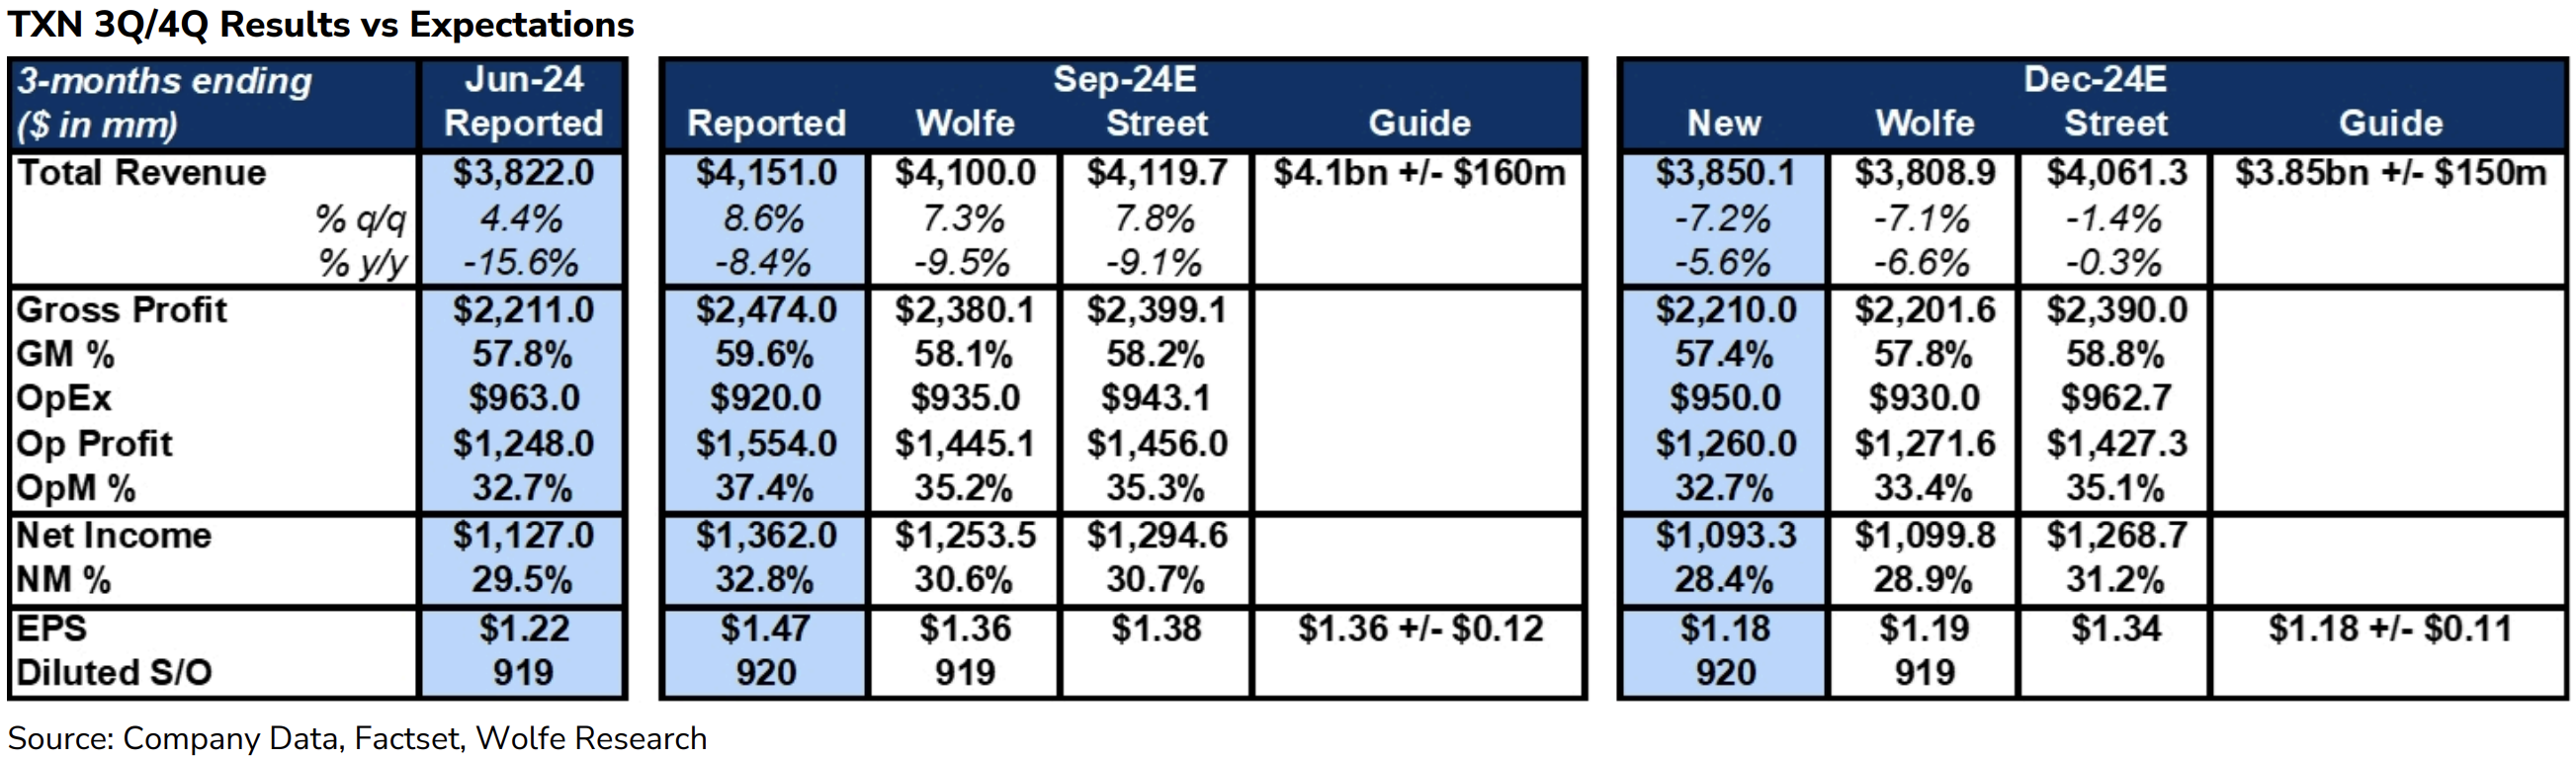 TXN 3Q/4Q Results vs Expectations
3-months ending Jun-24 Sep-24E Dec-24E
($ in mm) Reported Reported Wolfe Street Guide New Wolfe Street Guide
Total Revenue $3,822.0 $4,151.0 $4,100.0 $4,119.7 $4.1bn +/- $160m $3,850.1 $3,808.9 $4,061.3 $3.85bn +/- $150m
% q/q 4.4% 8.6% 7.3% 7.8% -7.2% -7.1% -1.4%
% y/y -15.6% -8.4% -9.5% -9.1% -5.6% -6.6% -0.3%
Gross Profit $2,211.0 $2,474.0 $2,380.1 $2,399.1 $2,210.0 $2,201.6 $2,390.0
GM % 57.8% 59.6% 58.1% 58.2% 57.4% 57.8% 58.8%
OpEx $963.0 $920.0 $935.0 $943.1 $950.0 $930.0 $962.7
Op Profit $1,248.0 $1,554.0 $1,445.1 $1,456.0 $1,260.0 $1,271.6 $1,427.3
OpM % 32.7% 37.4% 35.2% 35.3% 32.7% 33.4% 35.1%
Net Income $1,127.0 $1,362.0 $1,253.5 $1,294.6 $1,093.3 $1,099.8 $1,268.7
NM % 29.5% 32.8% 30.6% 30.7% 28.4% 28.9% 31.2%
EPS $1.22 $1.47 $1.36 $1.38 $1.36 +/- $0.12 $1.18 $1.19 $1.34 $1.18 +/- $0.11
Diluted S/O 919 920 919 920 919
Source: Company Data, Factset, Wolfe Research